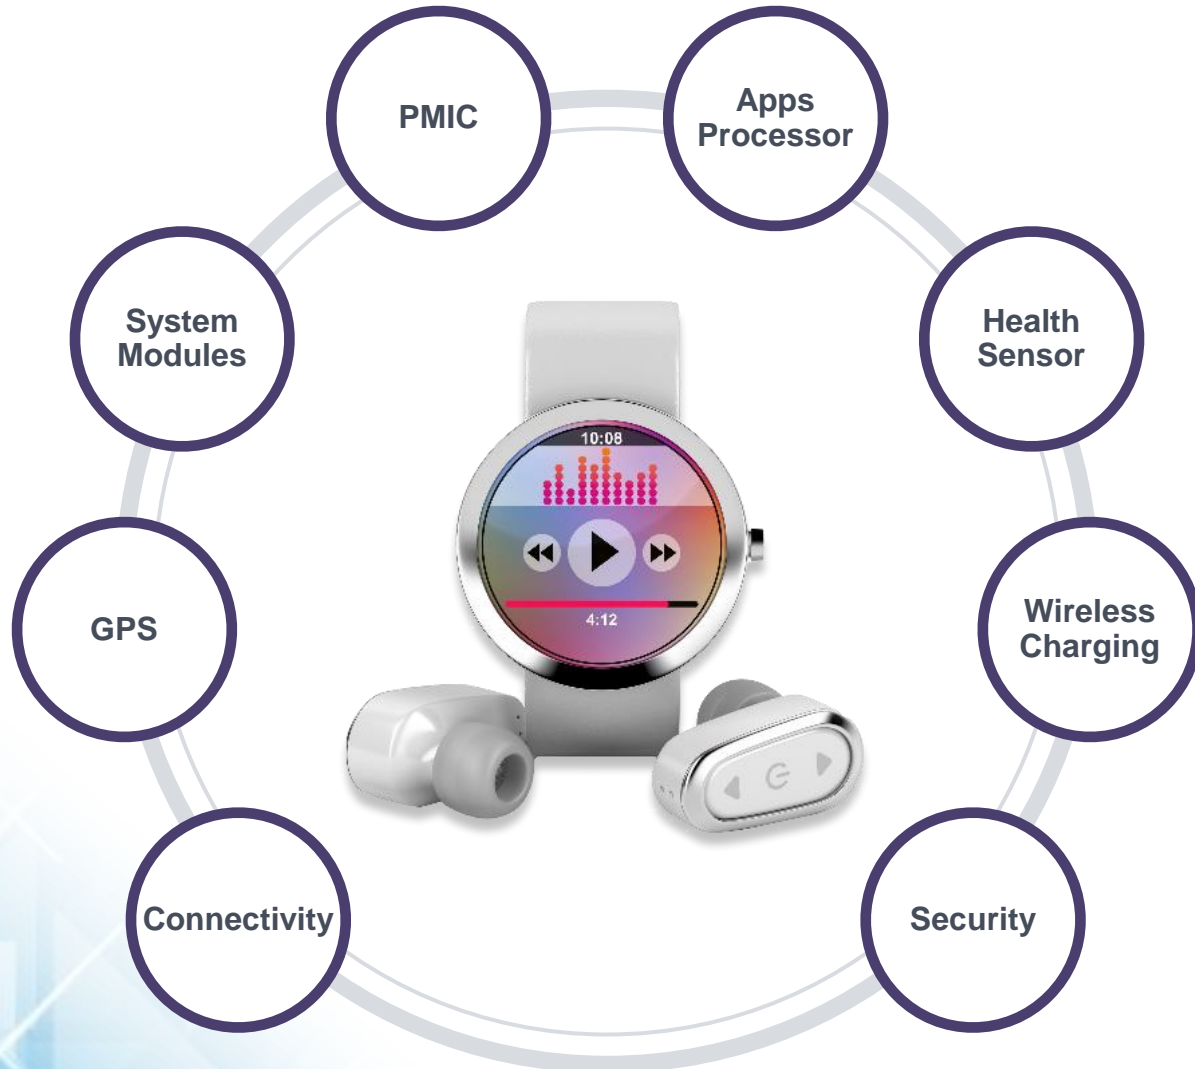 PMIC
Apps
Processor
System
Modules
Health
Sensor
10:08
4:12
GPS
Wireless
Charging
Connectivity
Security